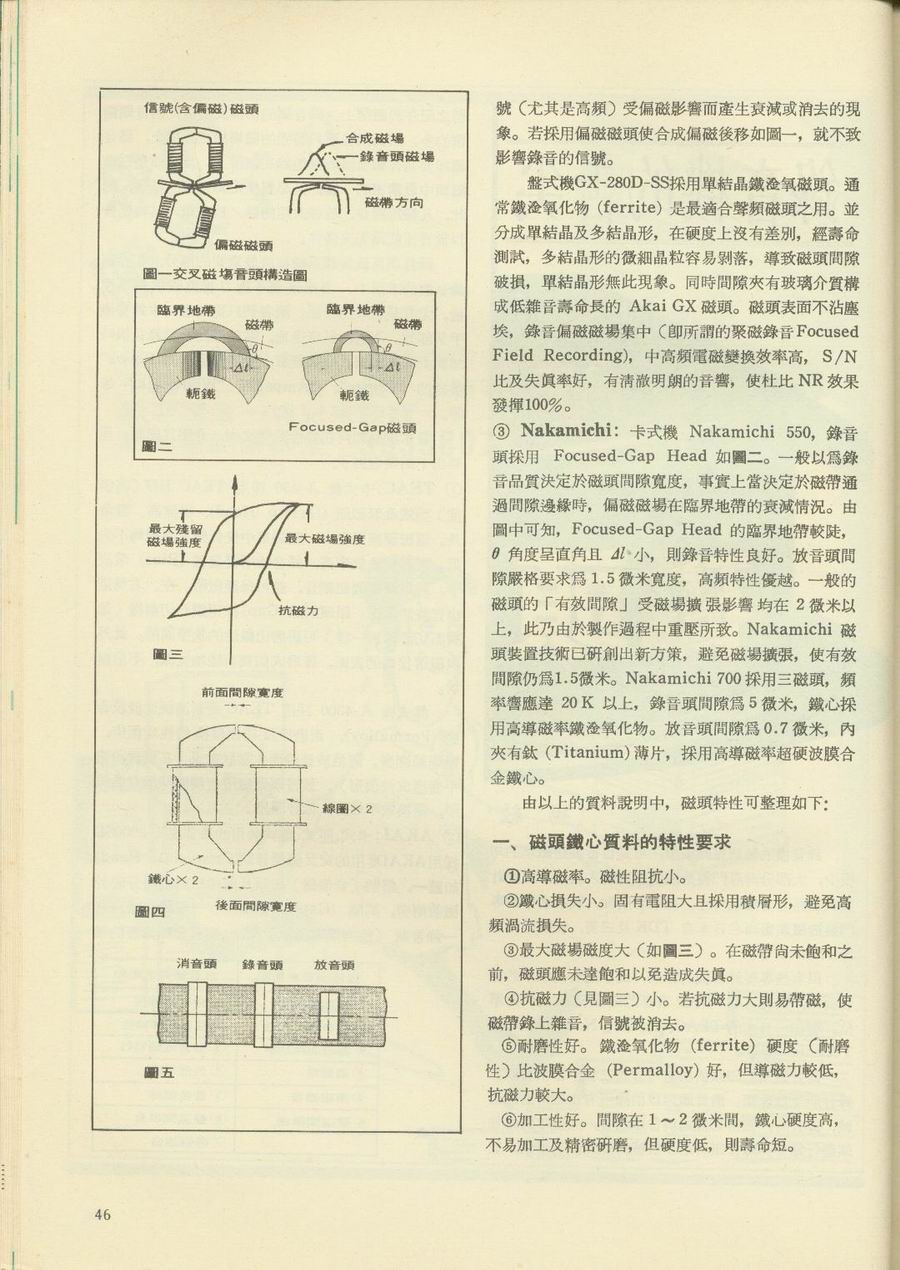 信號(含偏磁)磁頭
合成磁場
錄音頭磁場
磁帶方向
偏磁磁頭
圖一交叉磁場音頭構造圖
臨界地帶
磁帶
θ
Δl
軛鐵
臨界地帶
磁帶
θ
Δl
軛鐵
Focused-Gap磁頭
圖二
最大殘留
磁場強度
最大磁場強度
抗磁力
圖三
前面間隙寬度
線圈×2
鐵心×2
後面間隙寬度
圖四
消音頭 錄音頭 放音頭
圖五
46
號（尤其是高頻）受偏磁影響而產生衰減或消去的現
象。若採用偏磁磁頭使合成偏磁後移如圖一，就不致
影響錄音的信號。
盤式機GX-280D-SS採用單結晶鐵淦氧磁頭。通
常鐵淦氧化物 (ferrite) 是最適合聲頻磁頭之用。並
分成單結晶及多結晶形，在硬度上沒有差別，經壽命
測試，多結晶形的微細晶粒容易剝落，導致磁頭間隙
破損，單結晶形無此現象。同時間隙夾有玻璃介質構
成低雜音壽命長的 Akai GX 磁頭。磁頭表面不沾塵
埃，錄音偏磁磁場集中（卽所謂的聚磁錄音 Focused
Field Recording)，中高頻電磁變換效率高，S/N
比及失眞率好，有清澈明朗的音響，使杜比 NR 效果
發揮100%。
③ Nakamichi：卡式機 Nakamichi 550，錄音
頭採用 Focused-Gap Head 如圖二。一般以爲錄
音品質決定於磁頭間隙寬度，事實上當決定於磁帶通
過間隙邊緣時，偏磁磁場在臨界地帶的衰減情況。由
圖中可知，Focused-Gap Head 的臨界地帶較陡，
θ 角度呈直角且 Δl 小，則錄音特性良好。放音頭間
隙嚴格要求爲 1.5 微米寬度，高頻特性優越。一般的
磁頭的「有效間隙」受磁場擴張影響均在 2 微米以
上，此乃由於製作過程中重壓所致。Nakamichi 磁
頭裝置技術已研創出新方策，避免磁場擴張，使有效
間隙仍爲1.5微米。Nakamichi 700 採用三磁頭，頻
率響應達 20 K 以上，錄音頭間隙爲 5 微米，鐵心採
用高導磁率鐵淦氧化物。放音頭間隙爲 0.7 微米，內
夾有鈦 (Titanium) 薄片，採用高導磁率超硬波膜合
金鐵心。
由以上的質料說明中，磁頭特性可整理如下：
一、磁頭鐵心質料的特性要求
①高導磁率。磁性阻抗小。
②鐵心損失小。固有電阻大且採用積層形，避免高
頻渦流損失。
③最大磁場磁度大（如圖三）。在磁帶尙未飽和之
前，磁頭應未達飽和以免造成失眞。
④抗磁力（見圖三）小。若抗磁力大則易帶磁，使
磁帶錄上雜音，信號被消去。
⑤耐磨性好。鐵淦氧化物 (ferrite) 硬度（耐磨
性）比波膜合金 (Permalloy) 好，但導磁力較低，
抗磁力較大。
⑥加工性好。間隙在 1～2 微米間，鐵心硬度高，
不易加工及精密研磨，但硬度低，則壽命短。